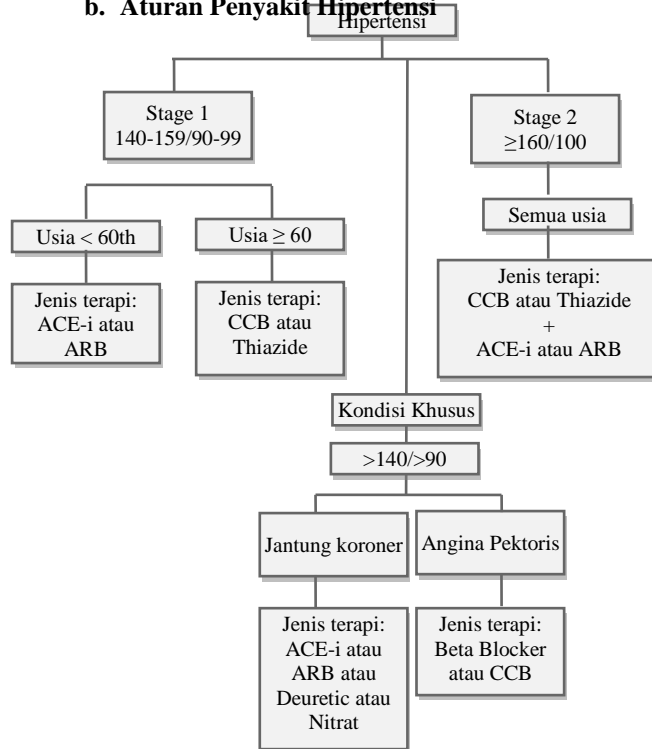 b. Aturan Penyakit Hipertensi
Hipertensi
Stage 1
140-159/90-99
Stage 2
≥160/100
Usia < 60th
Usia ≥ 60
Semua usia
Jenis terapi:
ACE-i atau
ARB
Jenis terapi:
CCB atau
Thiazide
Jenis terapi:
CCB atau Thiazide
+
ACE-i atau ARB
Kondisi Khusus
>140/>90
Jantung koroner
Angina Pektoris
Jenis terapi:
ACE-i atau
ARB atau
Deuretic atau
Nitrat
Jenis terapi:
Beta Blocker
atau CCB